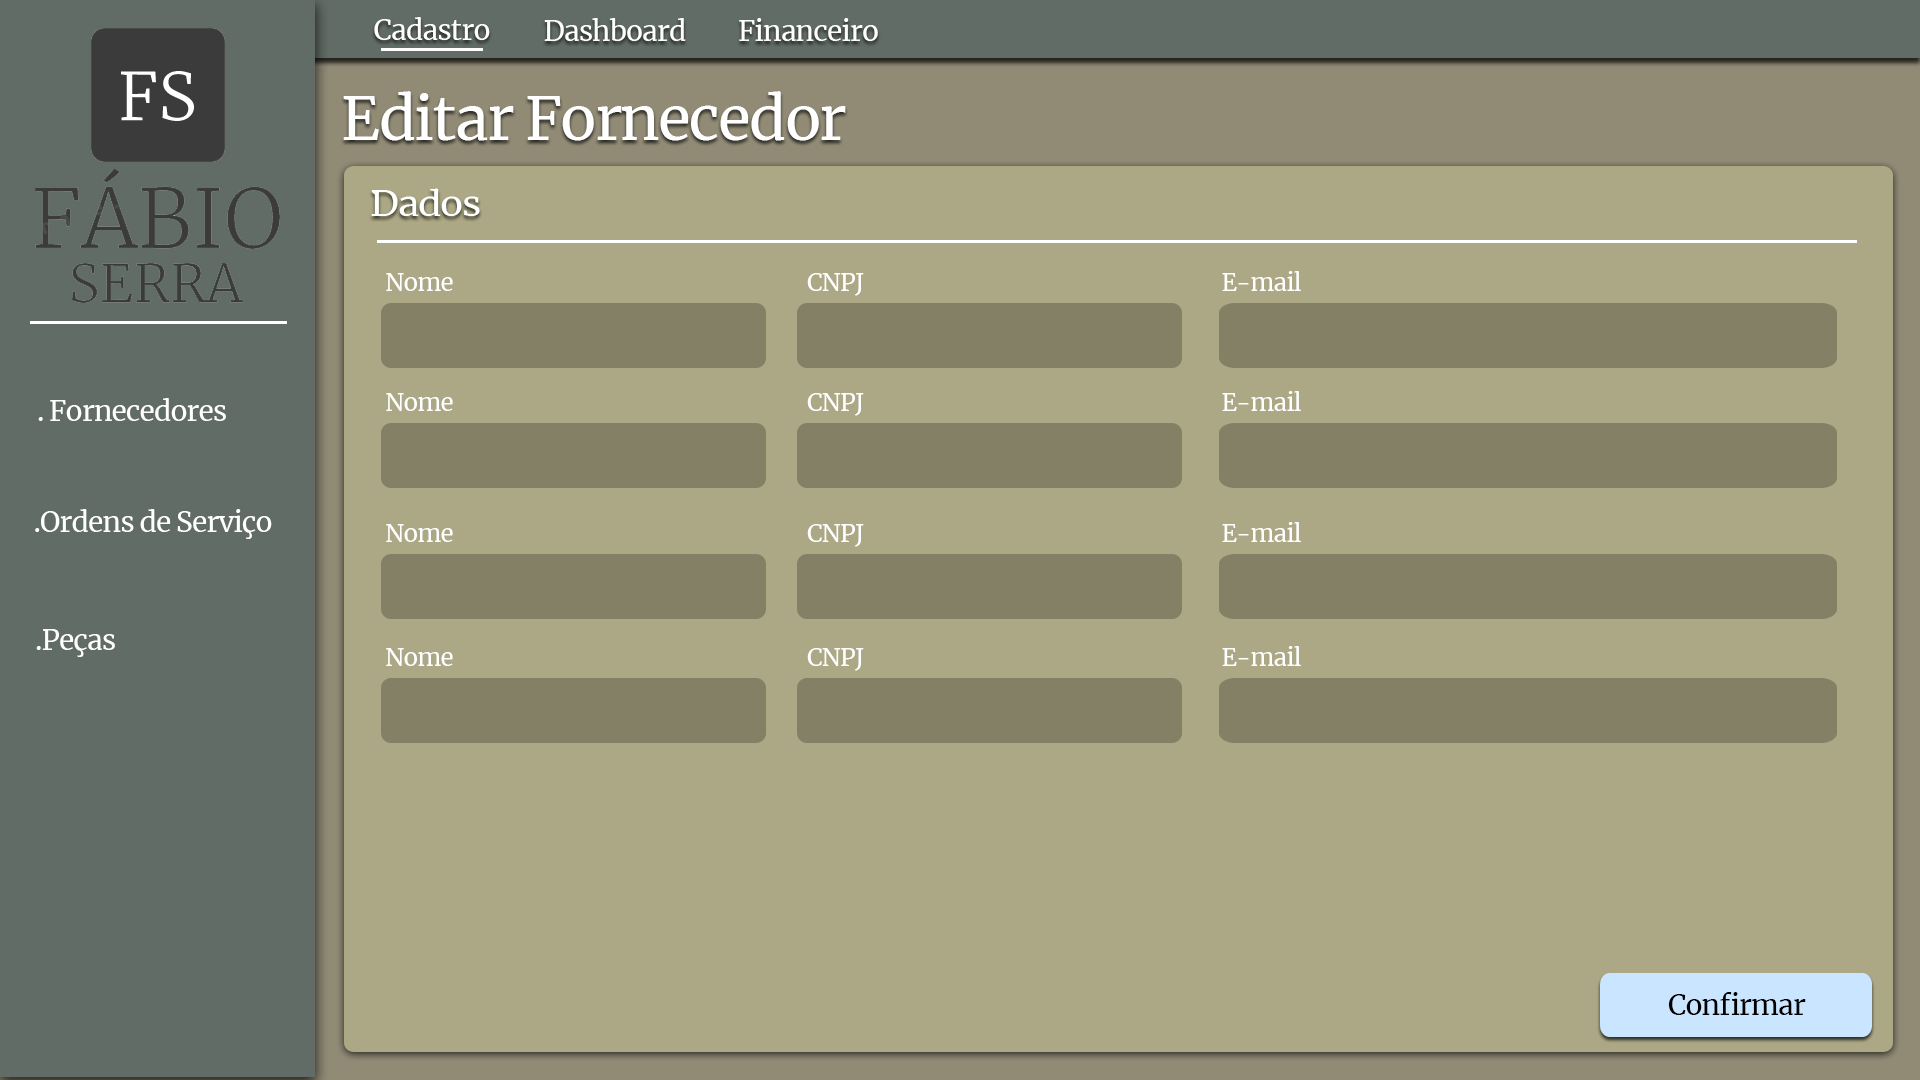 FS
FÁBIO
SERRA
. Fornecedores
.Ordens de Serviço
.Peças
Cadastro Dashboard Financeiro
Editar Fornecedor
Dados
Nome CNPJ E-mail
Nome CNPJ E-mail
Nome CNPJ E-mail
Nome CNPJ E-mail
Confirmar